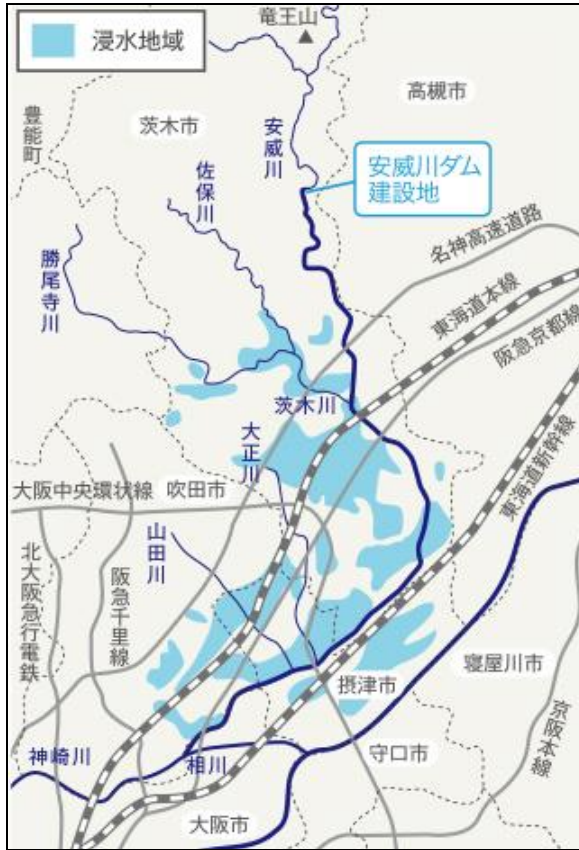 浸水地域
竜王山
高槻市
豊能町
茨木市
安威川
佐保川
安威川ダム
建設地
名神高速道路
勝尾寺川
東海道本線
阪急京都線
茨木川
大正川
東海道新幹線
大阪中央環状線
吹田市
山田川
北大阪急行電鉄
阪急千里線
摂津市
寝屋川市
京阪本線
神崎川
相川
守口市
大阪市